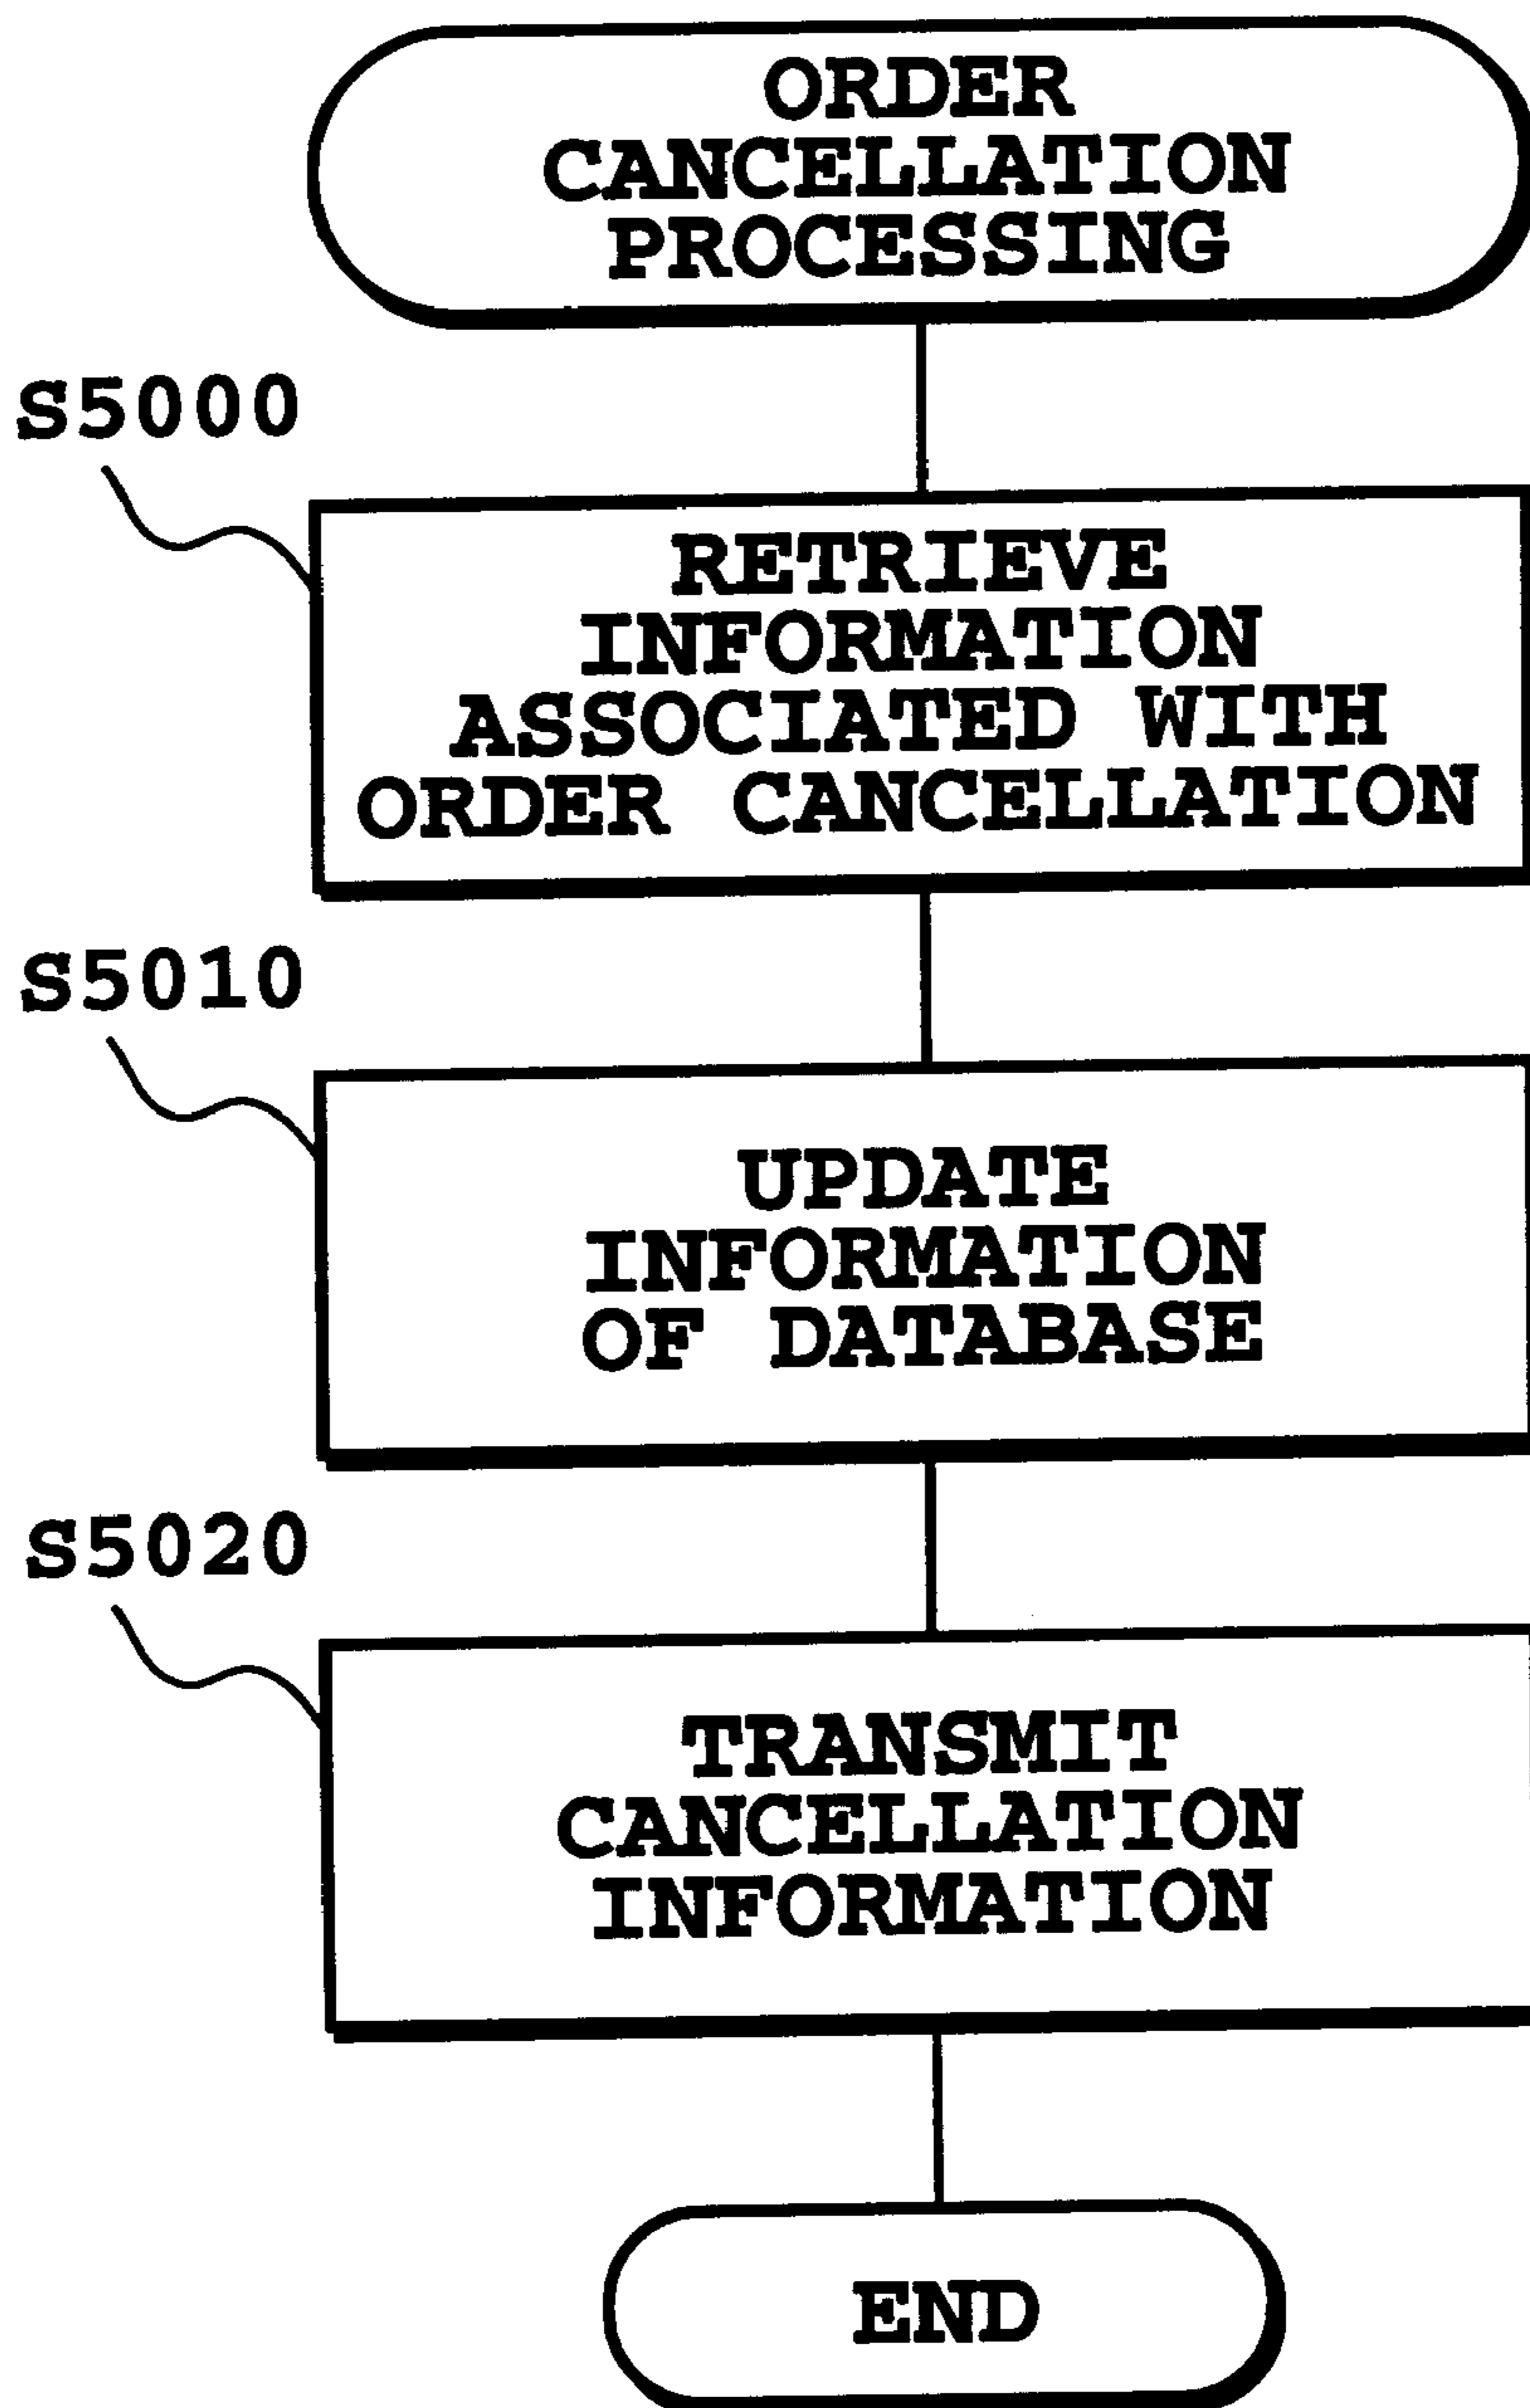 ORDER
CANCELLATION
PROCESSING
S5000
RETRIEVE
INFORMATION
ASSOCIATED WITH
ORDER CANCELLATION
S5010
UPDATE
INFORMATION
OF DATABASE
S5020
TRANSMIT
CANCELLATION
INFORMATION
END